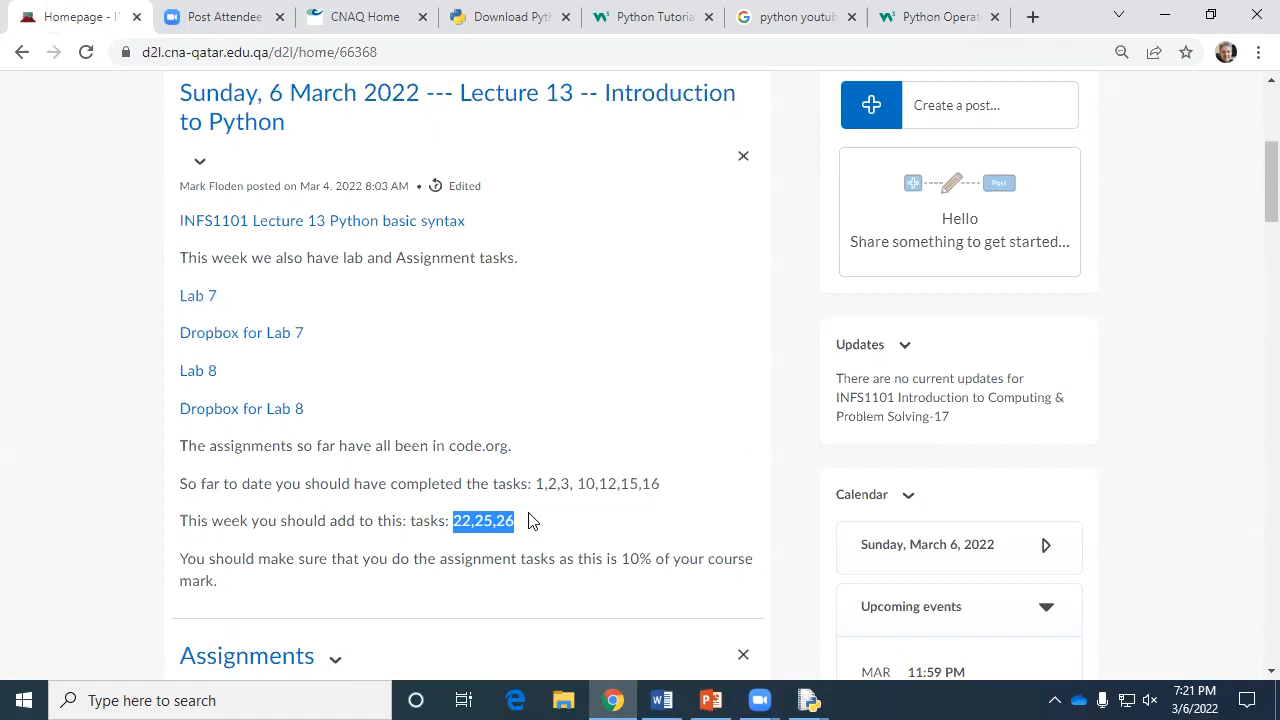 Homepage - I
Post Attendee
CNAQ Home
Download Pyt
Python Tutoria
python youtub
Python Operat
d2l.cna-qatar.edu.qa/d2l/home/66368
Sunday, 6 March 2022 --- Lecture 13 -- Introduction
to Python
Mark Floden posted on Mar 4, 2022 8:03 AM • Edited
INFS1101 Lecture 13 Python basic syntax
This week we also have lab and Assignment tasks.
Lab 7
Dropbox for Lab 7
Lab 8
Dropbox for Lab 8
The assignments so far have all been in code.org.
So far to date you should have completed the tasks: 1,2,3, 10,12,15,16
This week you should add to this: tasks: 22,25,26
You should make sure that you do the assignment tasks as this is 10% of your course
mark.
Assignments
Create a post...
Post
Hello
Share something to get started...
Updates
There are no current updates for
INFS1101 Introduction to Computing &
Problem Solving-17
Calendar
Sunday, March 6, 2022
Upcoming events
MAR 11:59 PM
Type here to search
7:21 PM
3/6/2022